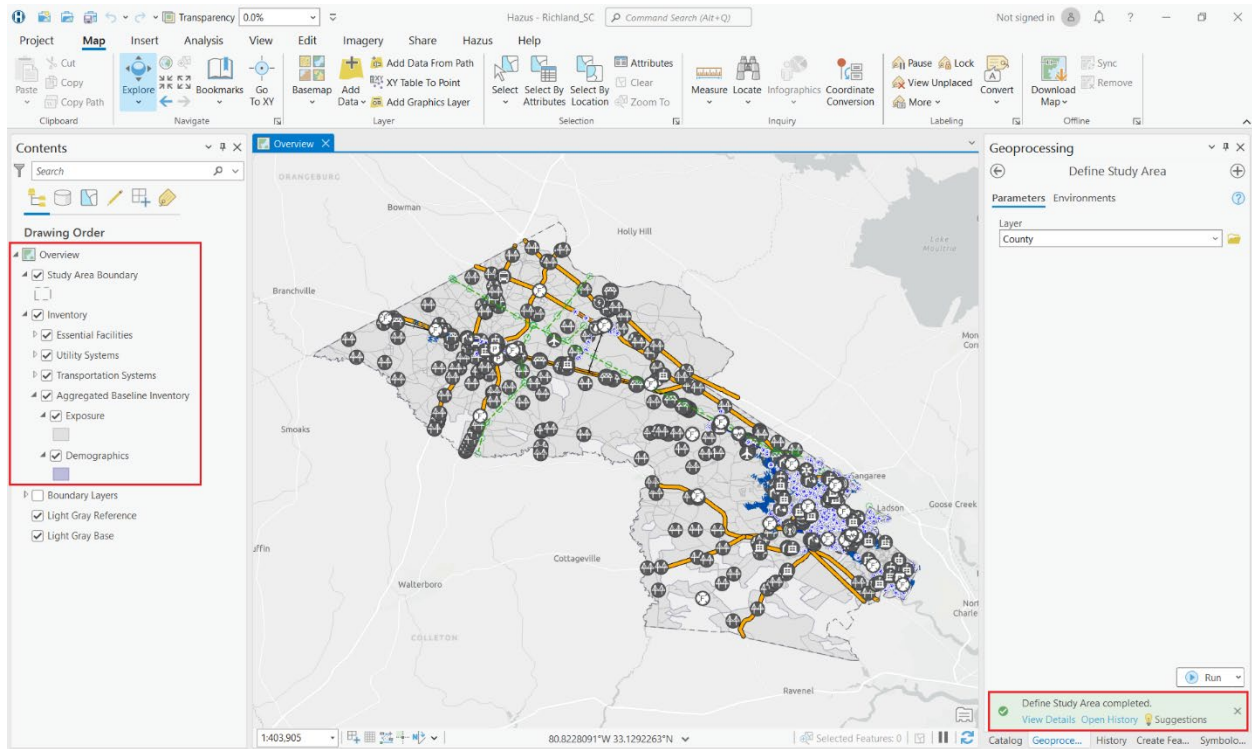 Transparency 0.0%
Hazus - Richland_SC
Command Search (Alt+Q)
Not signed in
Project Map Insert Analysis View Edit Imagery Share Hazus Help
Paste
Cut
Copy
Copy Path
Clipboard
Explore
Bookmarks
Go To XY
Navigate
Basemap
Add Data
Add Data From Path
XY Table To Point
Add Graphics Layer
Layer
Select
Select By Attributes
Select By Location
Attributes
Clear
Zoom To
Selection
Measure
Locate
Infographics
Coordinate Conversion
Inquiry
Pause
Lock
View Unplaced
More
Labeling
Convert
Download Map
Sync
Remove
Offline
Contents
Search
Drawing Order
Overview
Study Area Boundary
Inventory
Essential Facilities
Utility Systems
Transportation Systems
Aggregated Baseline Inventory
Exposure
Demographics
Boundary Layers
Light Gray Reference
Light Gray Base
Overview
ORANGEBURG
Bowman
Holly Hill
Lake Moultrie
Branchville
Mon
Corn
Smoaks
Sangaree
Ladson
Goose Creek
Cottageville
uffin
Walterboro
North
Charle
COLLETON
Ravenel
1:403,905
80.8228091°W 33.1292263°N
Selected Features: 0
Geoprocessing
Define Study Area
Parameters Environments
Layer
County
Run
Define Study Area completed.
View Details Open History Suggestions
Catalog Geoproce... History Create Fea... Symbolo...